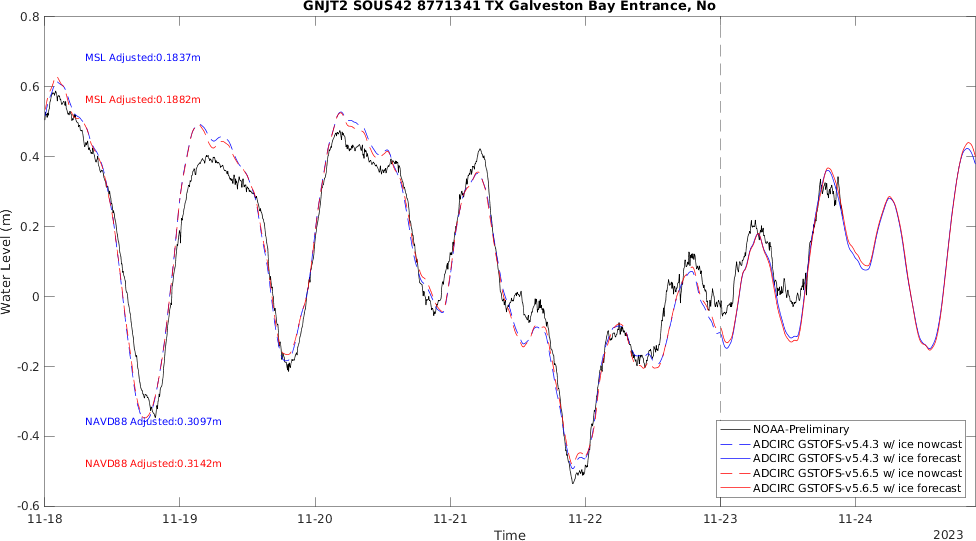 GNJT2 SOUS42 8771341 TX Galveston Bay Entrance, No
0.8
0.6
0.4
0.2
0
-0.2
-0.4
-0.6
Water Level (m)
MSL Adjusted:0.1837m
MSL Adjusted:0.1882m
NAVD88 Adjusted:0.3097m
NAVD88 Adjusted:0.3142m
NOAA-Preliminary
ADCIRC GSTOFS-v5.4.3 w/ ice nowcast
ADCIRC GSTOFS-v5.4.3 w/ ice forecast
ADCIRC GSTOFS-v5.6.5 w/ ice nowcast
ADCIRC GSTOFS-v5.6.5 w/ ice forecast
11-18 11-19 11-20 11-21 11-22 11-23 11-24
Time
2023